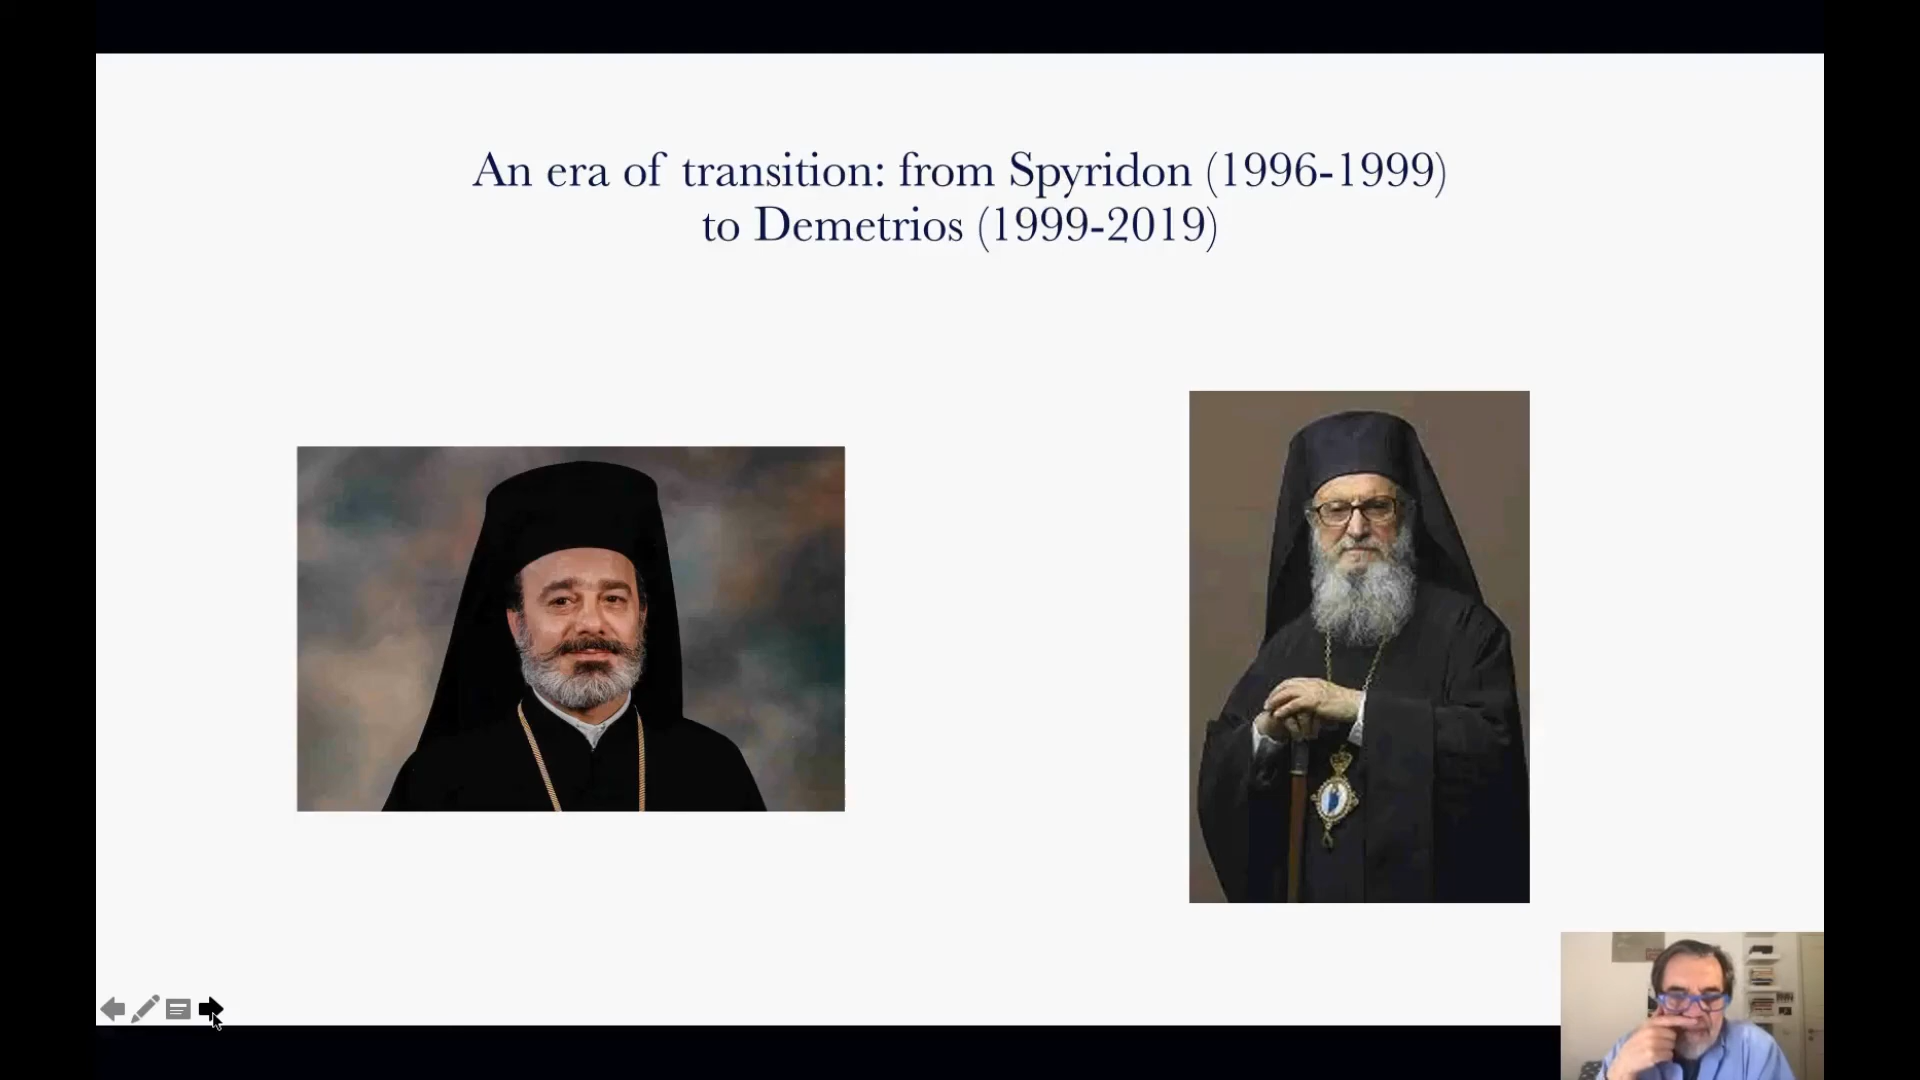 An era of transition: from Spyridon (1996-1999)
to Demetrios (1999-2019)